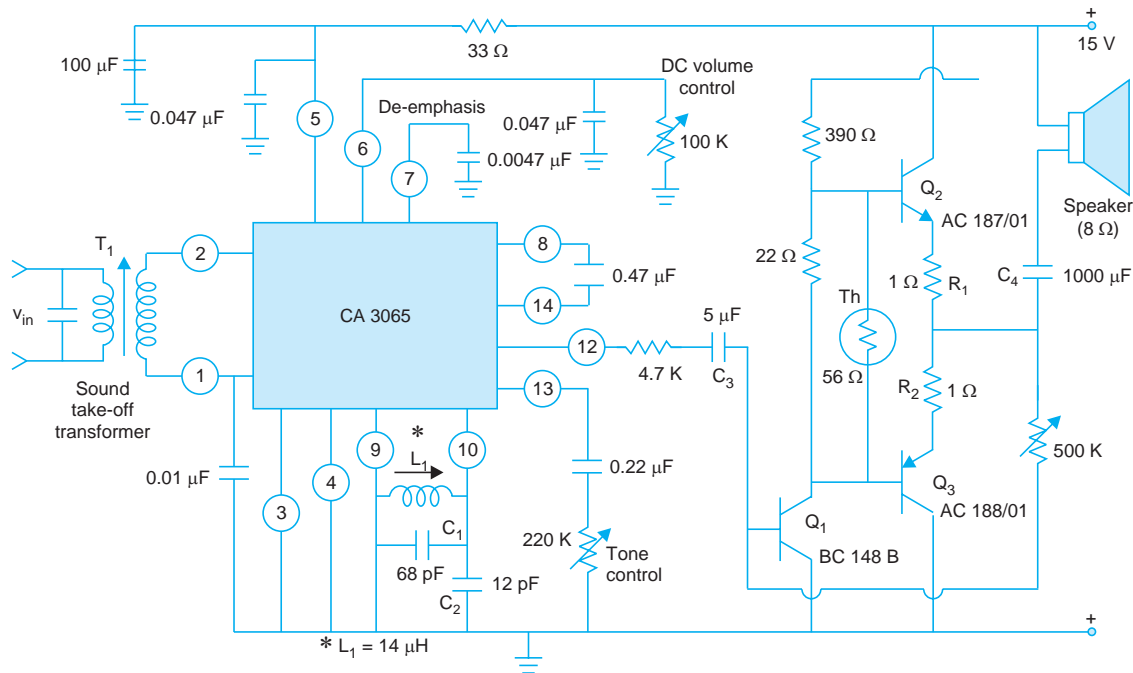 +
15 V
33 Ω
100 μF
0.047 μF
5
6
De-emphasis
7
0.0047 μF
0.047 μF
DC volume
control
100 K
390 Ω
Q2
AC 187/01
Speaker
(8 Ω)
T1
2
vin
1
Sound
take-off
transformer
CA 3065
8
0.47 μF
14
12
4.7 K
5 μF
C3
13
22 Ω
Th
56 Ω
1 Ω
R1
C4
1000 μF
R2
1 Ω
500 K
0.01 μF
3
4
9
*
L1
10
C1
68 pF
12 pF
C2
0.22 μF
220 K
Tone
control
Q1
BC 148 B
Q3
AC 188/01
* L1 = 14 μH
+